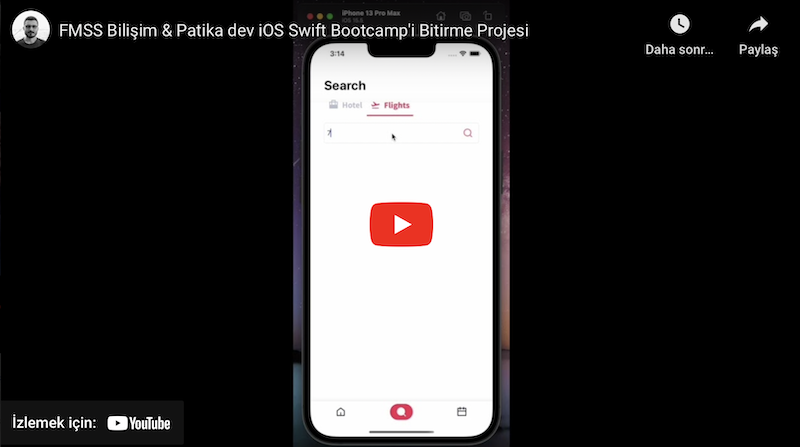 FMSS Bilişim & Patika dev iOS Swift Bootcamp'i Bitirme Projesi
Daha sonr...
Paylaş
iPhone 13 Pro Max
3:14
Search
Hotel
Flights
İzlemek için:
YouTube